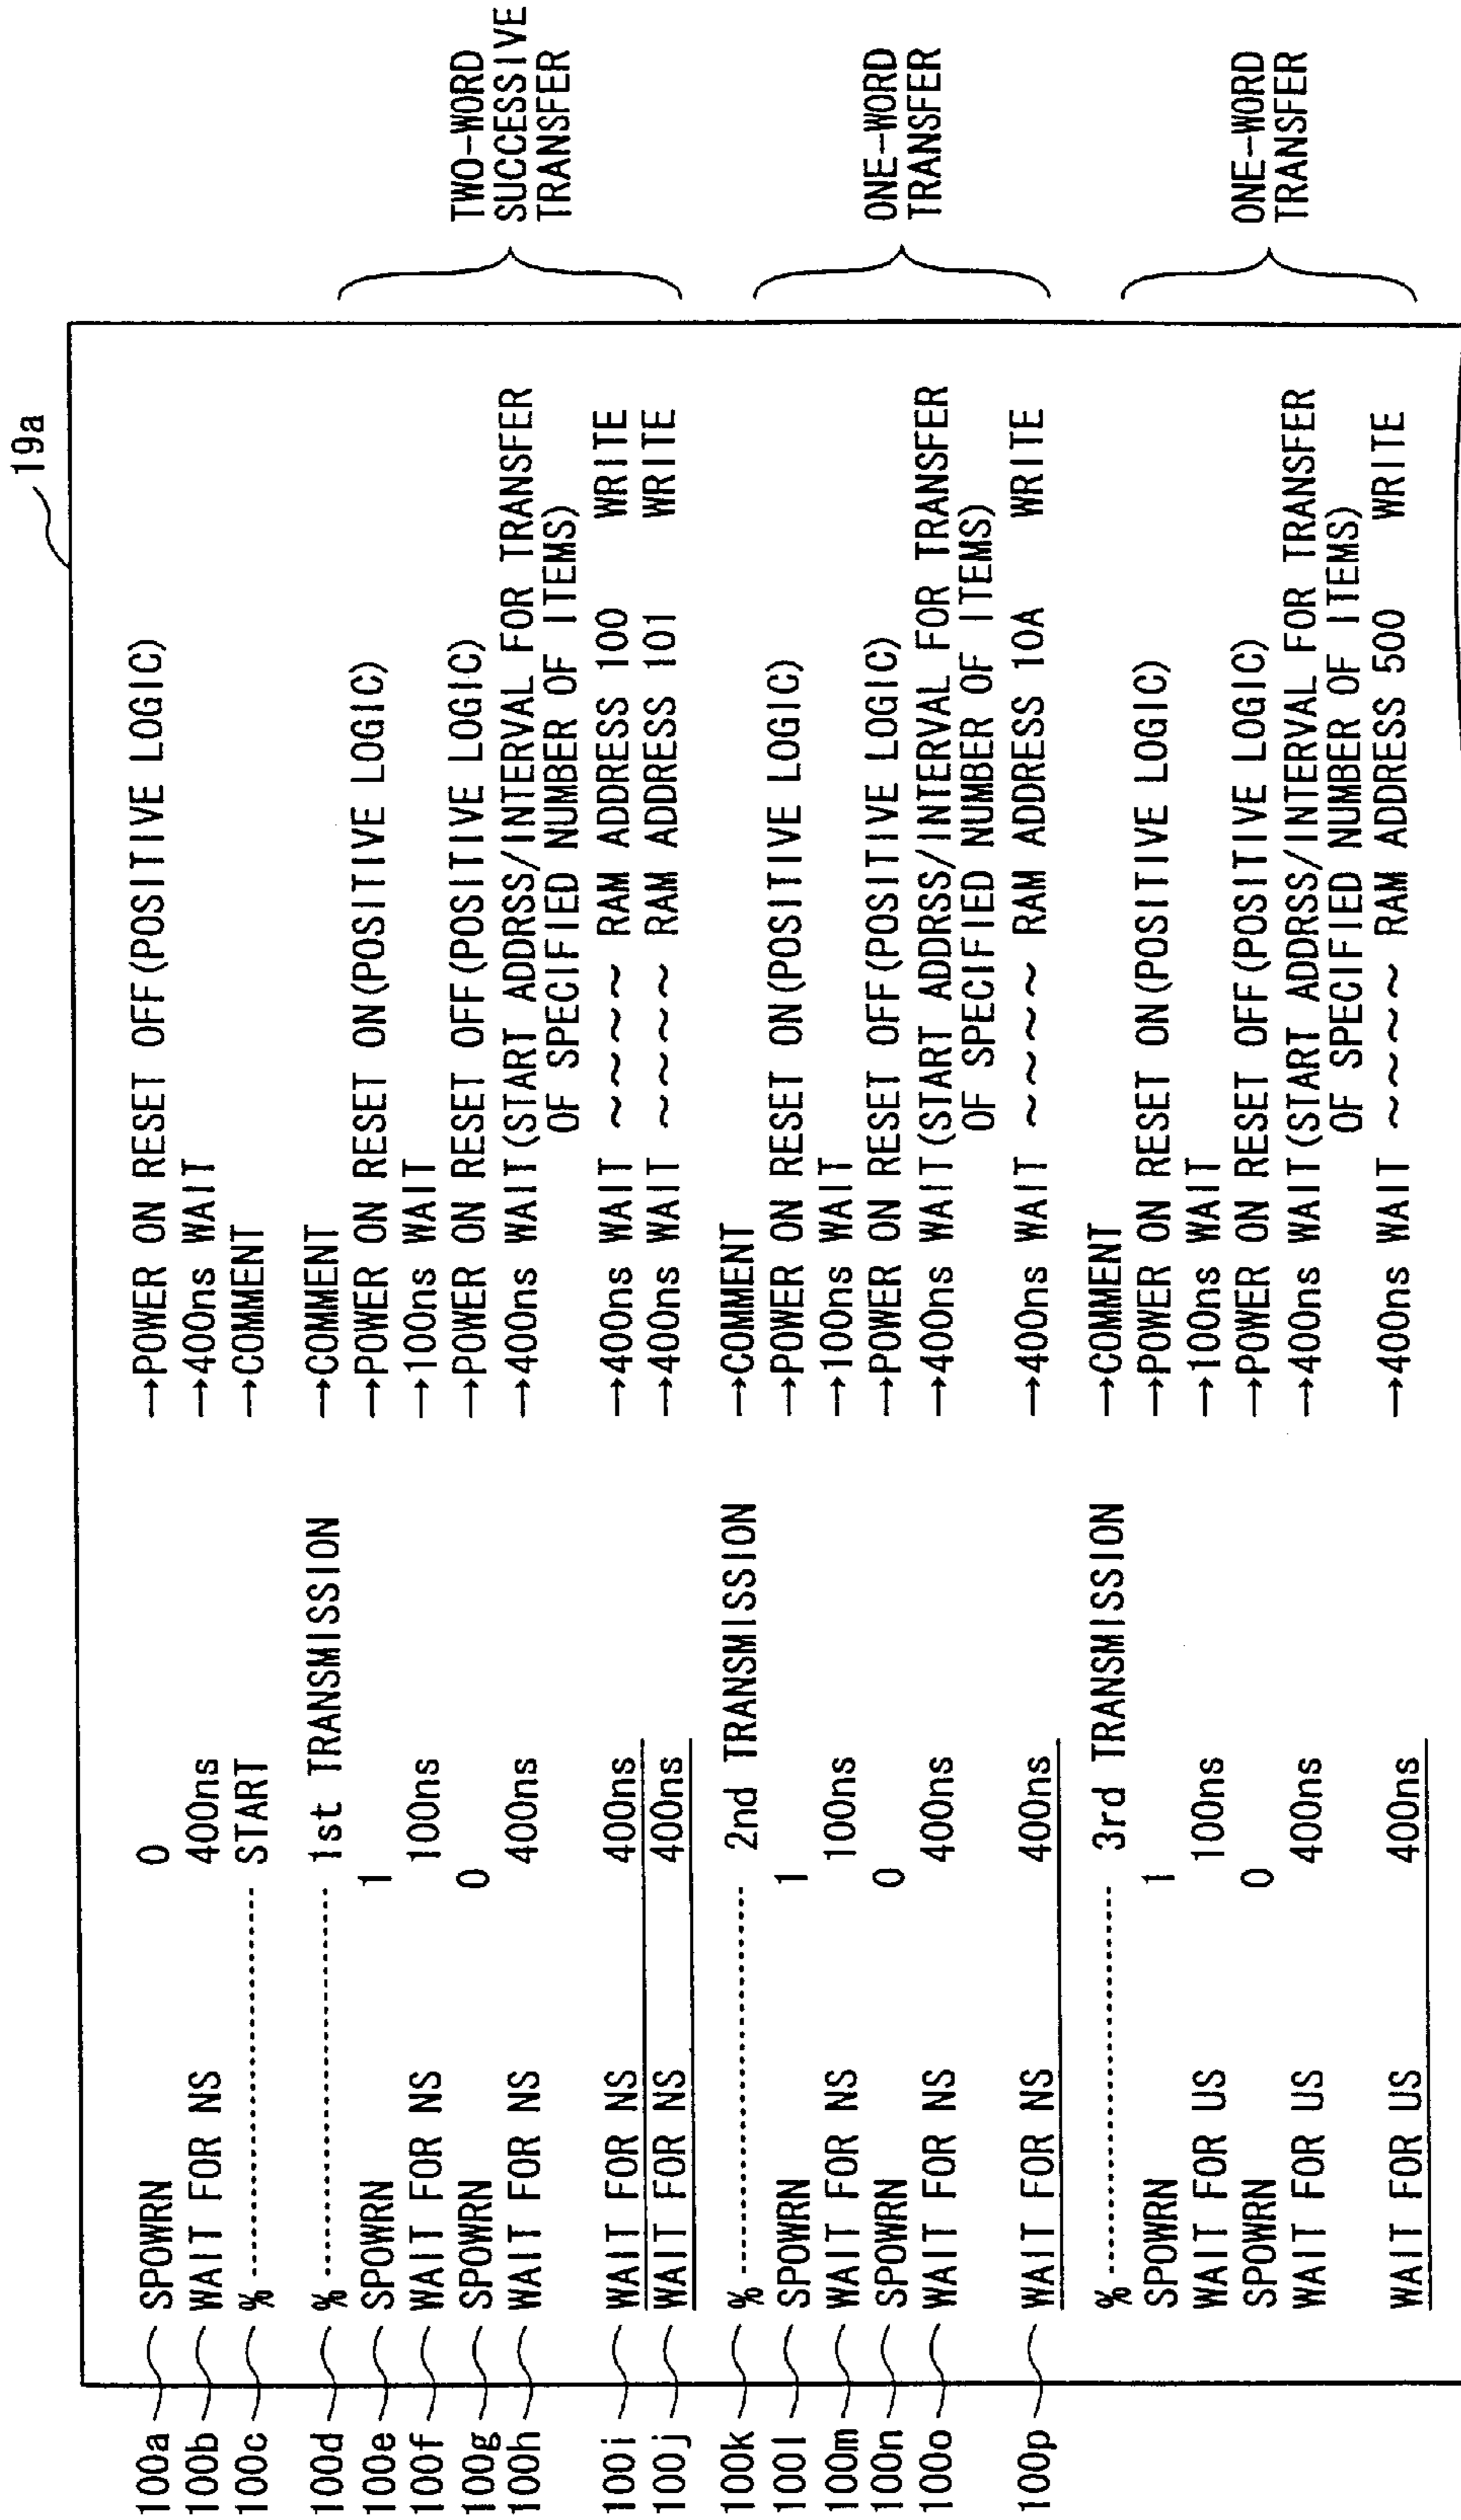 19a
100a SPOWRN 0 →POWER ON RESET OFF(POSITIVE LOGIC)
100b WAIT FOR NS 400ns →400ns WAIT
100c % ---------- START →COMMENT
100d % ---------- 1st TRANSMISSION →COMMENT
100e SPOWRN 1 →POWER ON RESET ON(POSITIVE LOGIC)
100f WAIT FOR NS 100ns →100ns WAIT
100g SPOWRN 0 →POWER ON RESET OFF(POSITIVE LOGIC)
100h WAIT FOR NS 400ns →400ns WAIT(START ADDRSS/INTERVAL FOR TRANSFER
OF SPECIFIED NUMBER OF ITEMS)
100i WAIT FOR NS 400ns →400ns WAIT ~~~~ RAM ADDRESS 100 WRITE
100j WAIT FOR NS 400ns →400ns WAIT ~~~~ RAM ADDRESS 101 WRITE
TWO-WORD
SUCCESSIVE
TRANSFER
100k % ---------- 2nd TRANSMISSION →COMMENT
100l SPOWRN 1 →POWER ON RESET ON(POSITIVE LOGIC)
100m WAIT FOR NS 100ns →100ns WAIT
100n SPOWRN 0 →POWER ON RESET OFF(POSITIVE LOGIC)
100o WAIT FOR NS 400ns →400ns WAIT(START ADDRSS/INTERVAL FOR TRANSFER
OF SPECIFIED NUMBER OF ITEMS)
100p WAIT FOR NS 400ns →400ns WAIT ~~~~ RAM ADDRESS 10A WRITE
ONE-WORD
TRANSFER
% ---------- 3rd TRANSMISSION →COMMENT
SPOWRN 1 →POWER ON RESET ON(POSITIVE LOGIC)
WAIT FOR US 100ns →100ns WAIT
SPOWRN 0 →POWER ON RESET OFF(POSITIVE LOGIC)
WAIT FOR US 400ns →400ns WAIT(START ADDRSS/INTERVAL FOR TRANSFER
OF SPECIFIED NUMBER OF ITEMS)
WAIT FOR US 400ns →400ns WAIT ~~~~ RAM ADDRESS 500 WRITE
ONE-WORD
TRANSFER